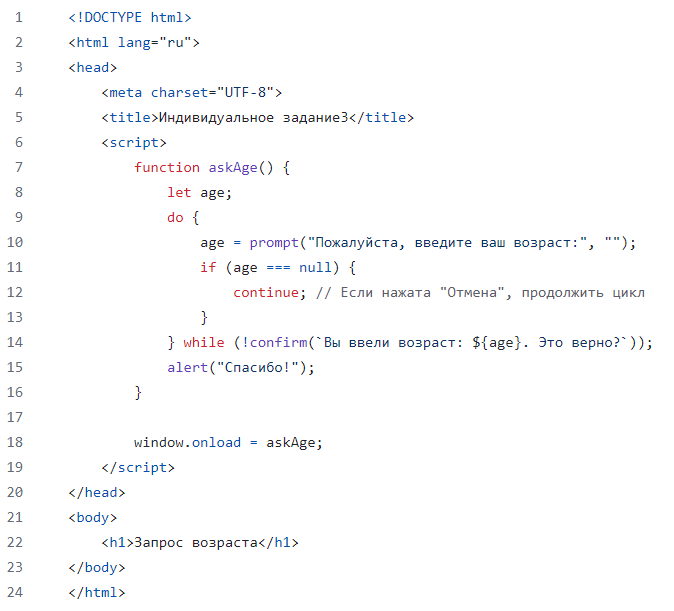 1 <!DOCTYPE html>
2 <html lang="ru">
3 <head>
4 <meta charset="UTF-8">
5 <title>Индивидуальное задание3</title>
6 <script>
7 function askAge() {
8 let age;
9 do {
10 age = prompt("Пожалуйста, введите ваш возраст:", "");
11 if (age === null) {
12 continue; // Если нажата "Отмена", продолжить цикл
13 }
14 } while (!confirm(`Вы ввели возраст: ${age}. Это верно?`));
15 alert("Спасибо!");
16 }
17
18 window.onload = askAge;
19 </script>
20 </head>
21 <body>
22 <h1>Запрос возраста</h1>
23 </body>
24 </html>